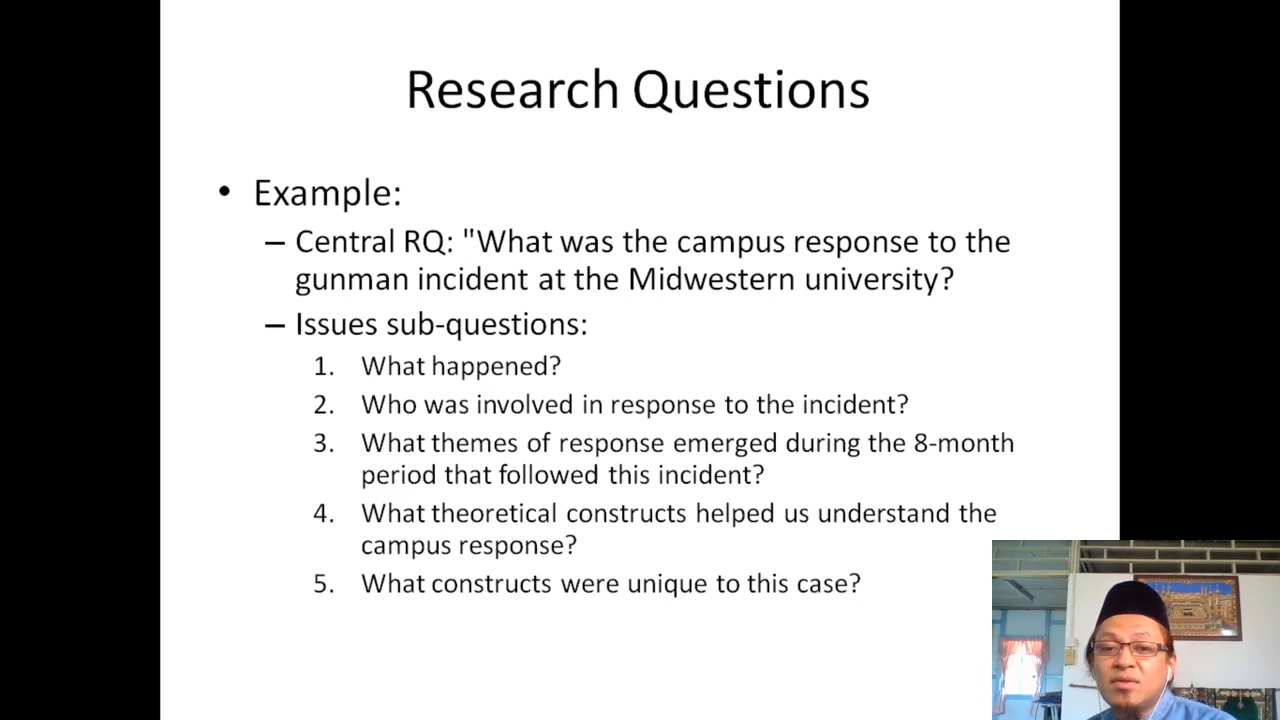 Research Questions
• Example:
– Central RQ: "What was the campus response to the
gunman incident at the Midwestern university?
– Issues sub-questions:
1. What happened?
2. Who was involved in response to the incident?
3. What themes of response emerged during the 8-month
period that followed this incident?
4. What theoretical constructs helped us understand the
campus response?
5. What constructs were unique to this case?